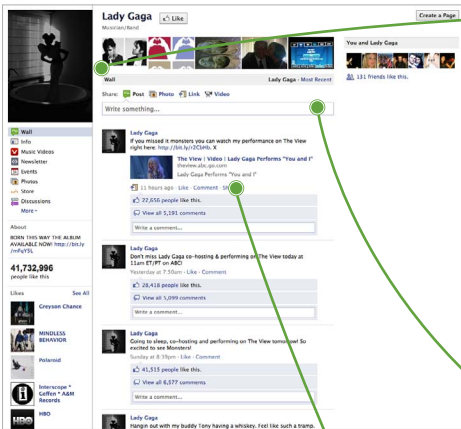 Lady Gaga Like
Create a Page
Musician/Band
You and Lady Gaga
131 friends like this.
Wall
Lady Gaga · Most Recent
Share: Post Photo Link Video
Write something...
Wall
Info
Music Videos
Newsletter
Events
Photos
Store
Discussions
More
About
BORN THIS WAY THE ALBUM
AVAILABLE NOW! http://bit.ly
/mFqY5L
41,732,996
people like this
Likes See All
Greyson Chance
MINDLESS
BEHAVIOR
Polaroid
Interscope *
Geffen * A&M
Records
HBO
HBO
Lady Gaga
If you missed it monsters you can watch my performance on The View
right here: http://bit.ly/r2CbHb. X
The View | Video | Lady Gaga Performs "You and I"
theview.abc.go.com
Lady Gaga Performs "You and I"
11 hours ago · Like · Comment ·
22,656 people like this.
View all 5,191 comments
Write a comment...
Lady Gaga
Don't miss Lady Gaga co-hosting & performing on The View today at
11am ET/PT on ABC!
Yesterday at 7:50am · Like · Comment
28,418 people like this.
View all 5,099 comments
Write a comment...
Lady Gaga
Going to sleep, co-hosting and performing on The View tomorrow! So
excited to see Monsters!
Sunday at 8:39pm · Like · Comment
41,513 people like this.
View all 8,577 comments
Write a comment...
Lady Gaga
Hangin out with my buddy Tony having a whiskey. Feel like such a tramp.